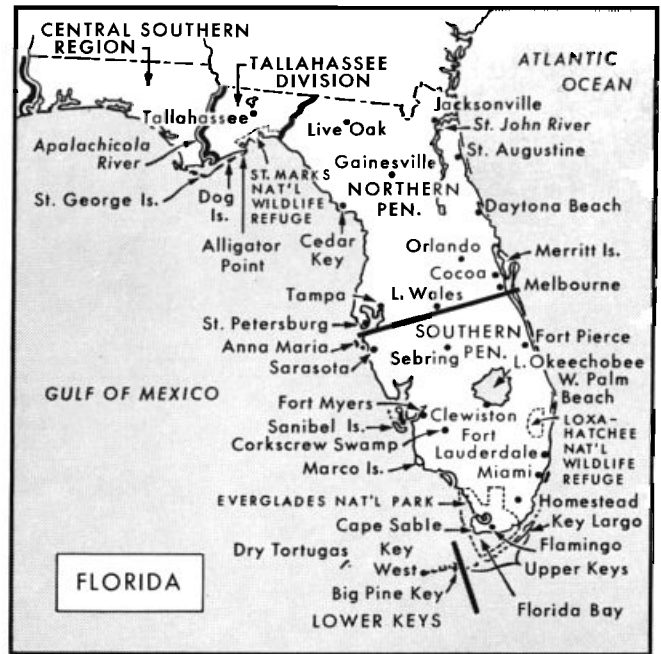 CENTRAL SOUTHERN
REGION
TALLAHASSEE
DIVISION
ATLANTIC
OCEAN
Tallahassee
Jacksonville
Live Oak
St. John River
Apalachicola
River
St. Augustine
Gainesville
St. George Is.
Dog
Is.
ST. MARKS
NAT'L
WILDLIFE
REFUGE
NORTHERN
PEN.
Daytona Beach
Alligator
Point
Cedar
Key
Orlando
Merritt Is.
Cocoa
Melbourne
Tampa
L. Wales
St. Petersburg
SOUTHERN
PEN.
Fort Pierce
Anna Maria
Sebring
Sarasota
L. Okeechobee
W. Palm
Beach
GULF OF MEXICO
Fort Myers
Clewiston
LOXA-
HATCHEE
NAT'L
WILDLIFE
REFUGE
Sanibel Is.
Corkscrew Swamp
Fort
Lauderdale
Marco Is.
Miami
EVERGLADES NAT'L PARK
Homestead
Cape Sable
Key Largo
Flamingo
Dry Tortugas
Key
West
Upper Keys
Big Pine Key
Florida Bay
LOWER KEYS
FLORIDA